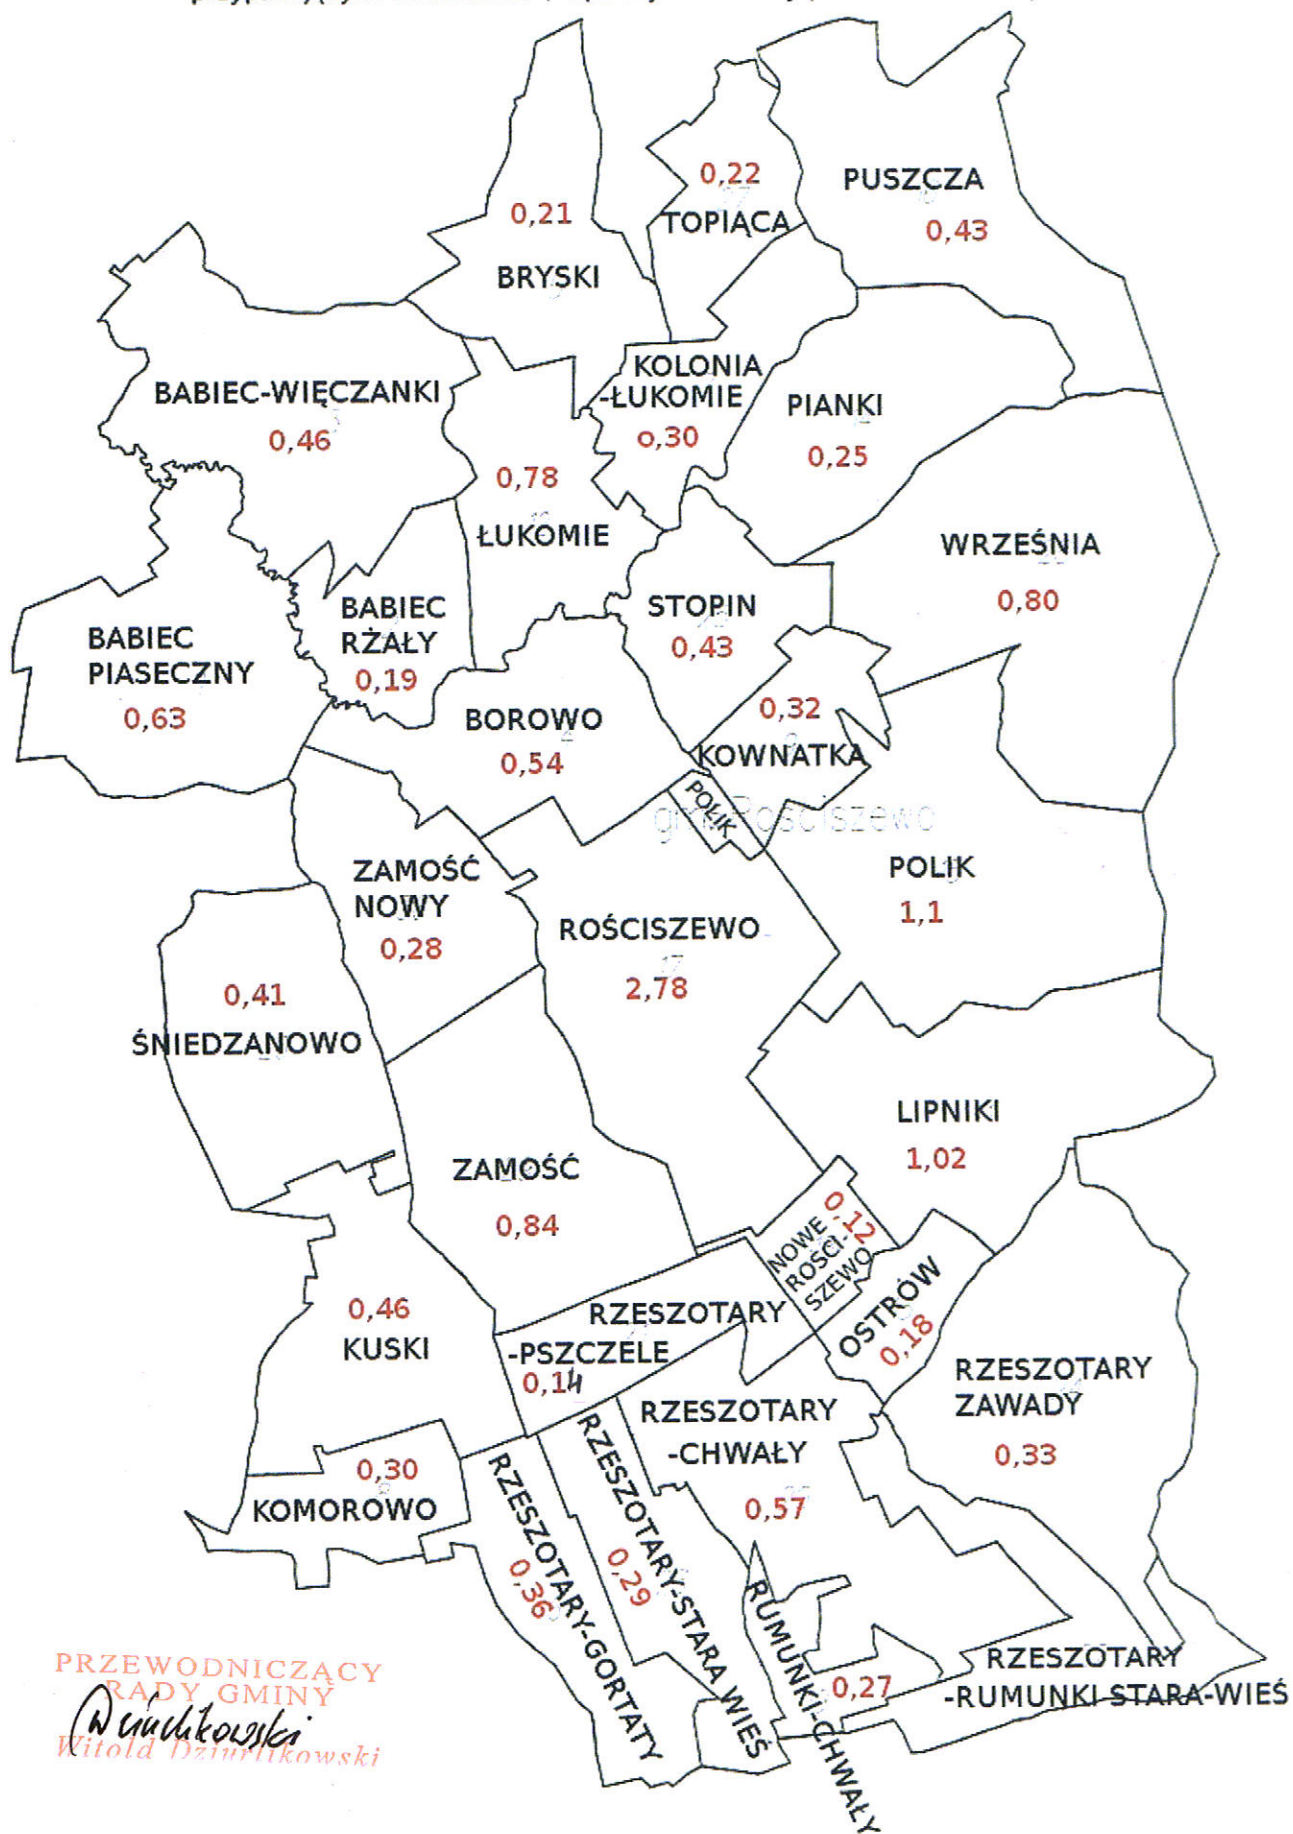 0,22
PUSZCZA
0,21
TOPIĄCA
0,43
BRYSKI
KOLONIA
-ŁUKOMIE
0,30
BABIEC-WIĘCZANKI
0,46
PIANKI
0,25
0,78
ŁUKOMIE
WRZEŚNIA
0,80
BABIEC
RŻAŁY
0,19
STOPIN
0,43
BABIEC
PIASECZNY
0,63
0,32
KOWNATKA
BOROWO
0,54
POLIK
gm. Rościszewo
ZAMOŚĆ
NOWY
0,28
POLIK
1,1
ROŚCISZEWO
17
2,78
0,41
ŚNIEDZANOWO
LIPNIKI
1,02
ZAMOŚĆ
0,84
0,12
NOWE
ROŚCI-
SZEWO
OSTRÓW
0,18
0,46
KUSKI
RZESZOTARY
-PSZCZELE
0,14
RZESZOTARY
ZAWADY
0,33
RZESZOTARY
-CHWAŁY
0,57
0,30
KOMOROWO
RZESZOTARY-GORTATY
0,36
RZESZOTARY-STARA WIEŚ
0,29
RUMUNKI-CHWAŁY
0,27
RZESZOTARY
-RUMUNKI STARA-WIEŚ
PRZEWODNICZĄCY
RADY GMINY
Witold Dziurlikowski